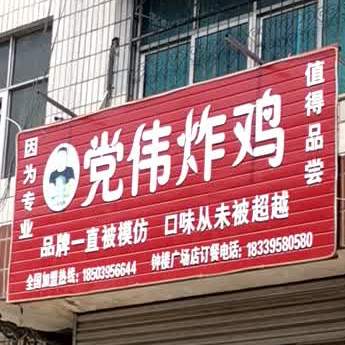 因为专业
党伟炸鸡
值得品尝
品牌一直被模仿 口味从未被超越
全国加盟热线: 18503956644 钟楼广场店订餐电话: 18339580580